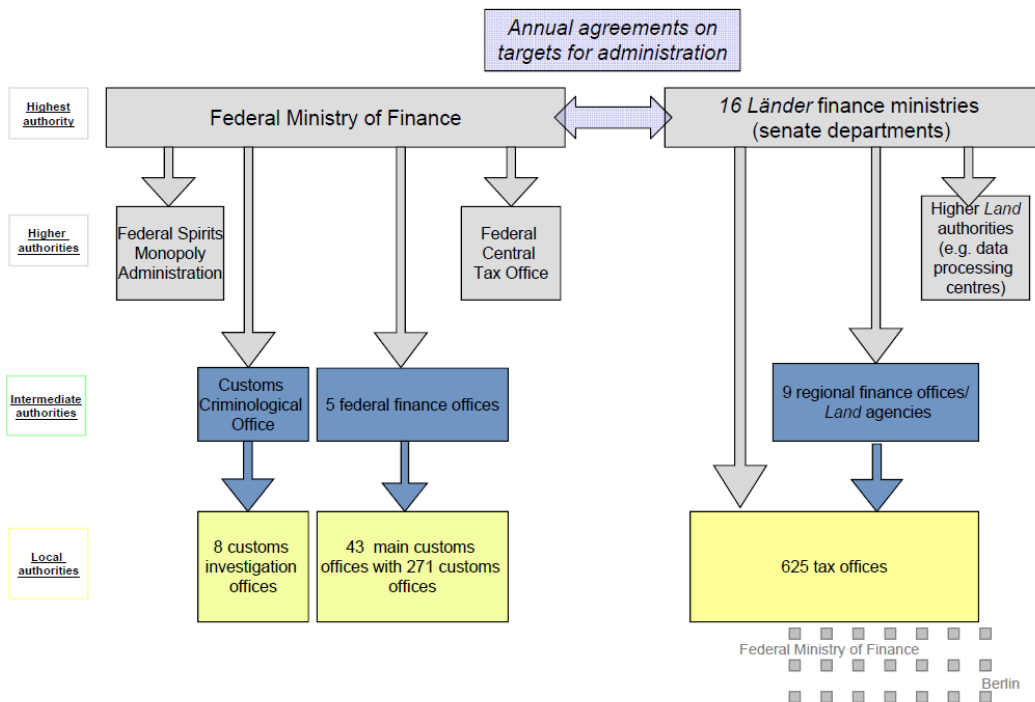 Annual agreements on
targets for administration
Highest
authority
Federal Ministry of Finance
16 Länder finance ministries
(senate departments)
Higher
authorities
Federal Spirits
Monopoly
Administration
Federal
Central
Tax Office
Higher Land
authorities
(e.g. data
processing
centres)
Intermediate
authorities
Customs
Criminological
Office
5 federal finance offices
9 regional finance offices/
Land agencies
Local
authorities
8 customs
investigation
offices
43 main customs
offices with 271 customs
offices
625 tax offices
Federal Ministry of Finance
Berlin